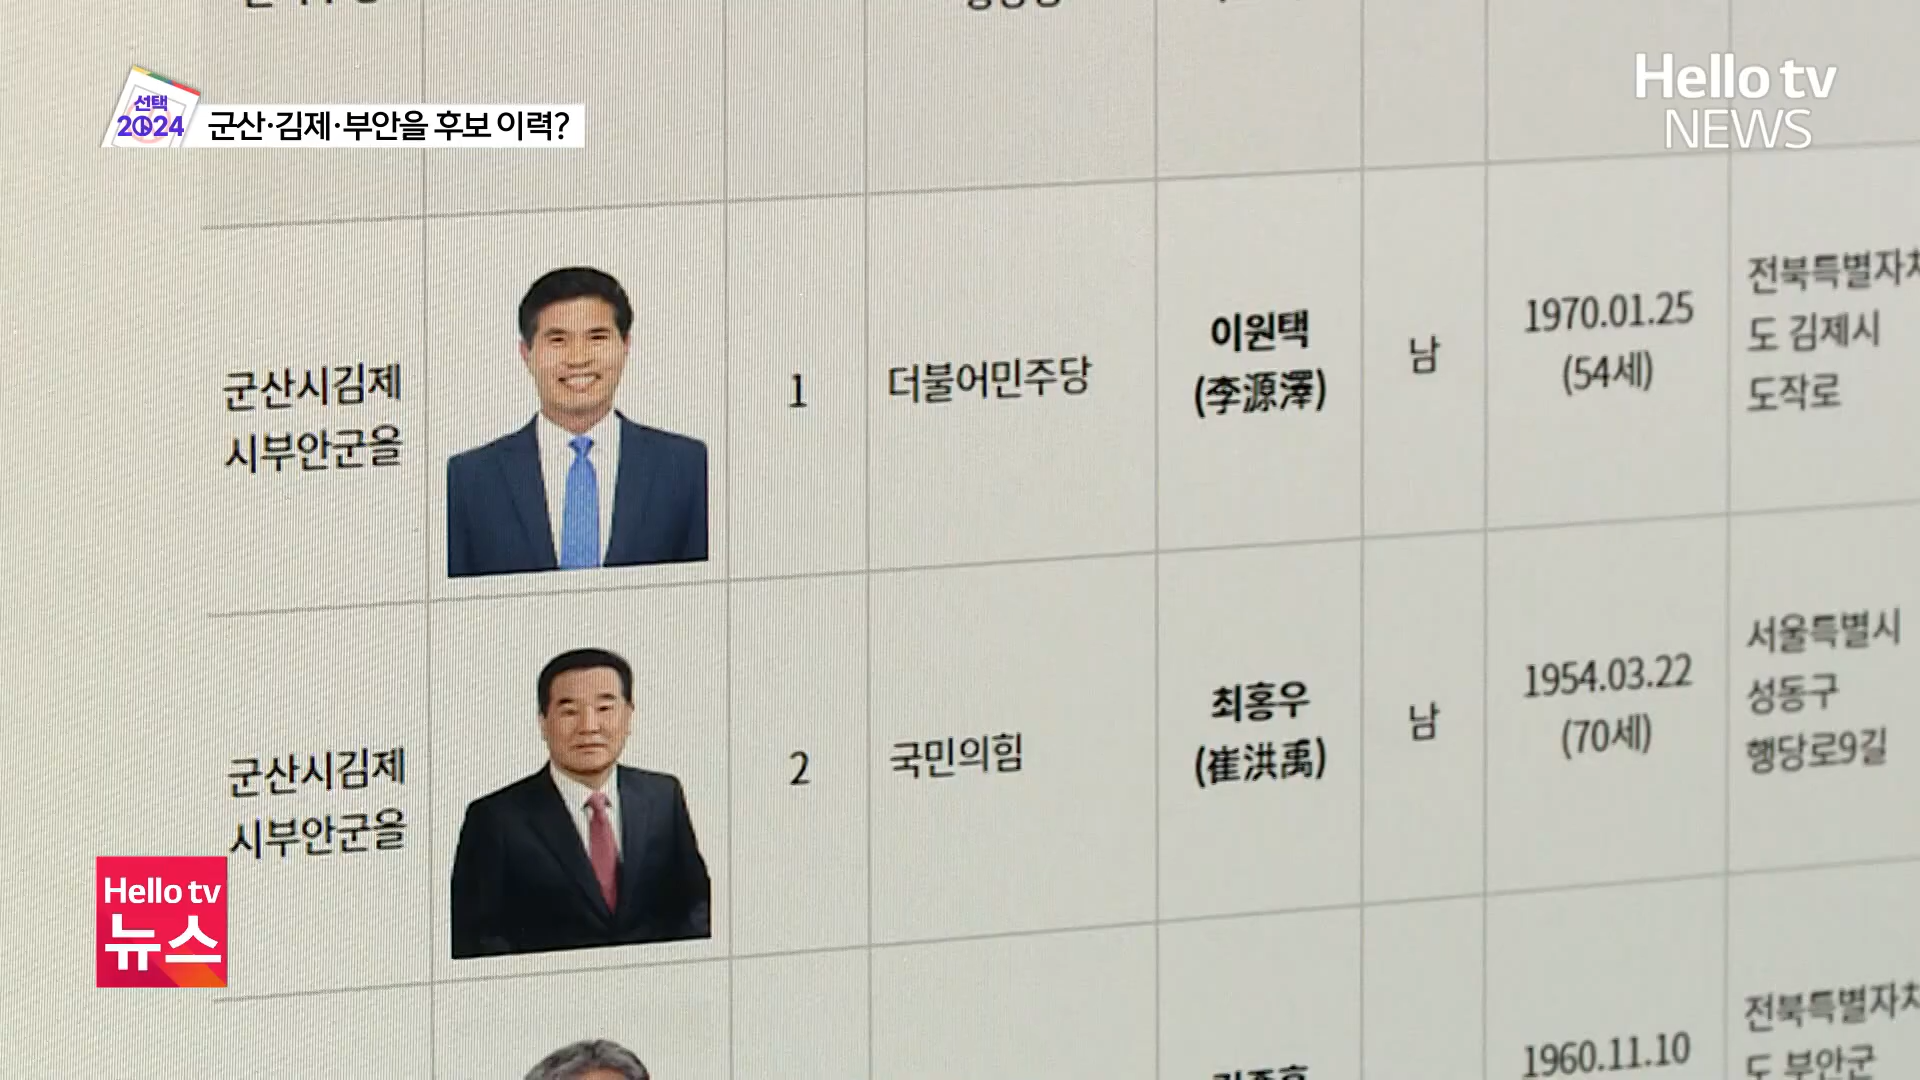 선택
2024
군산·김제·부안을 후보 이력?
Hello tv
NEWS
군산시김제
시부안군을
1
더불어민주당
이원택
(李源澤)
남
1970.01.25
(54세)
전북특별자치
도 김제시
도작로
군산시김제
시부안군을
2
국민의힘
최홍우
(崔洪禹)
남
1954.03.22
(70세)
서울특별시
성동구
행당로9길
Hello tv
뉴스
1960.11.10
전북특별자치
도 부안군